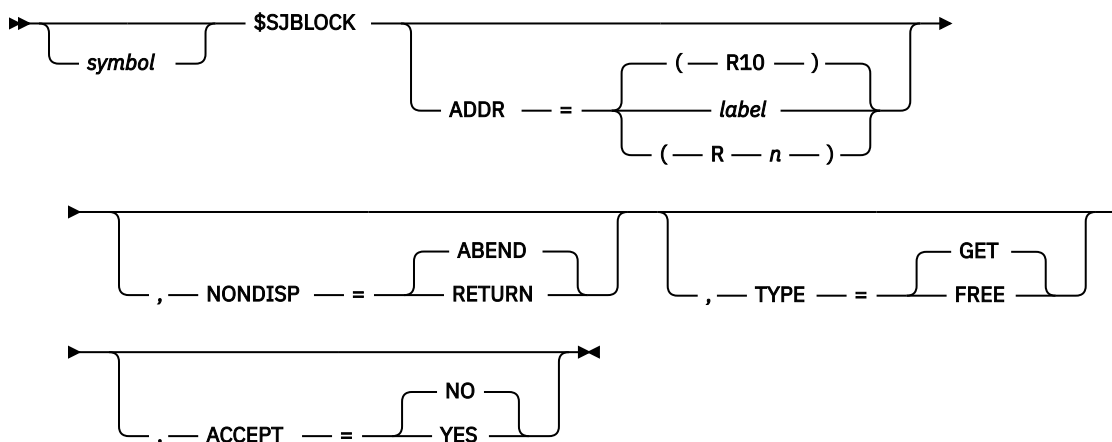 $SJBLOCK
symbol
( R10 )
ADDR = label
( R n )
ABEND
, NONDISP = RETURN
GET
, TYPE = FREE
NO
, ACCEPT = YES